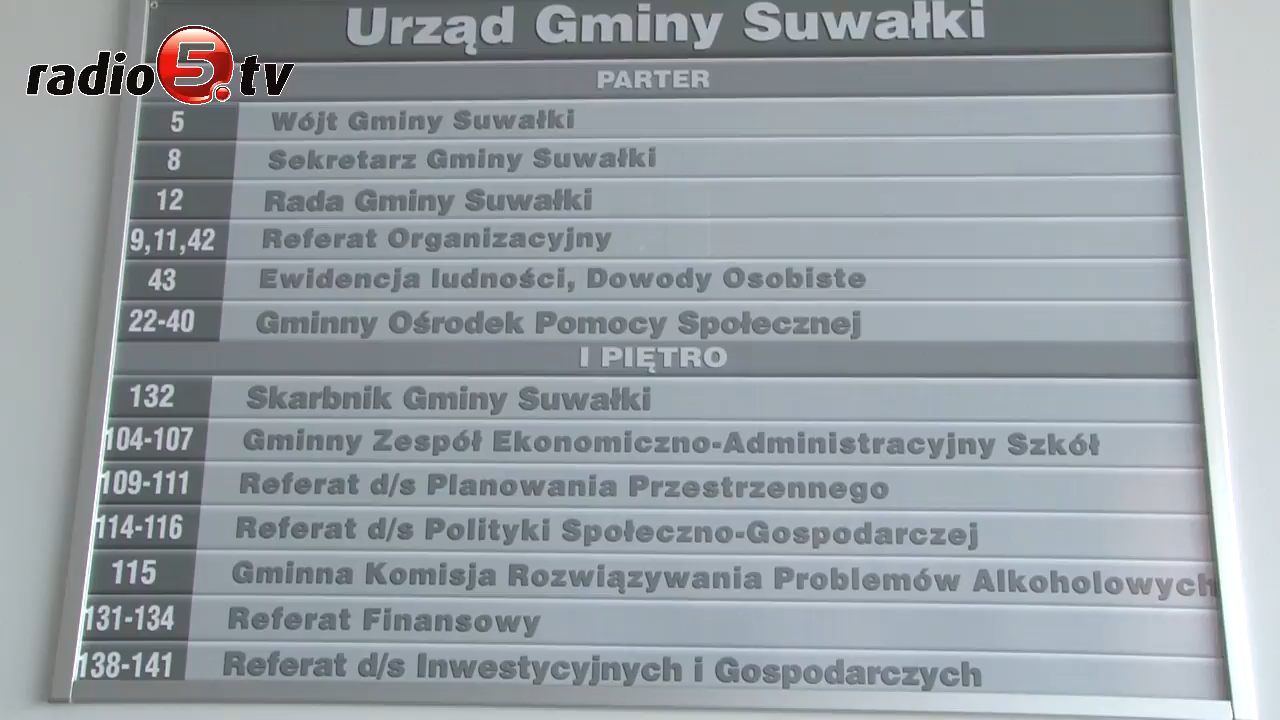 Urząd Gminy Suwałki
radio 5.tv
PARTER
5 Wójt Gminy Suwałki
8 Sekretarz Gminy Suwałki
12 Rada Gminy Suwałki
9,11,42 Referat Organizacyjny
43 Ewidencja ludności, Dowody Osobiste
22-40 Gminny Ośrodek Pomocy Społecznej
I PIĘTRO
132 Skarbnik Gminy Suwałki
104-107 Gminny Zespół Ekonomiczno-Administracyjny Szkół
109-111 Referat d/s Planowania Przestrzennego
114-116 Referat d/s Polityki Społeczno-Gospodarczej
115 Gminna Komisja Rozwiązywania Problemów Alkoholowych
131-134 Referat Finansowy
138-141 Referat d/s Inwestycyjnych i Gospodarczych